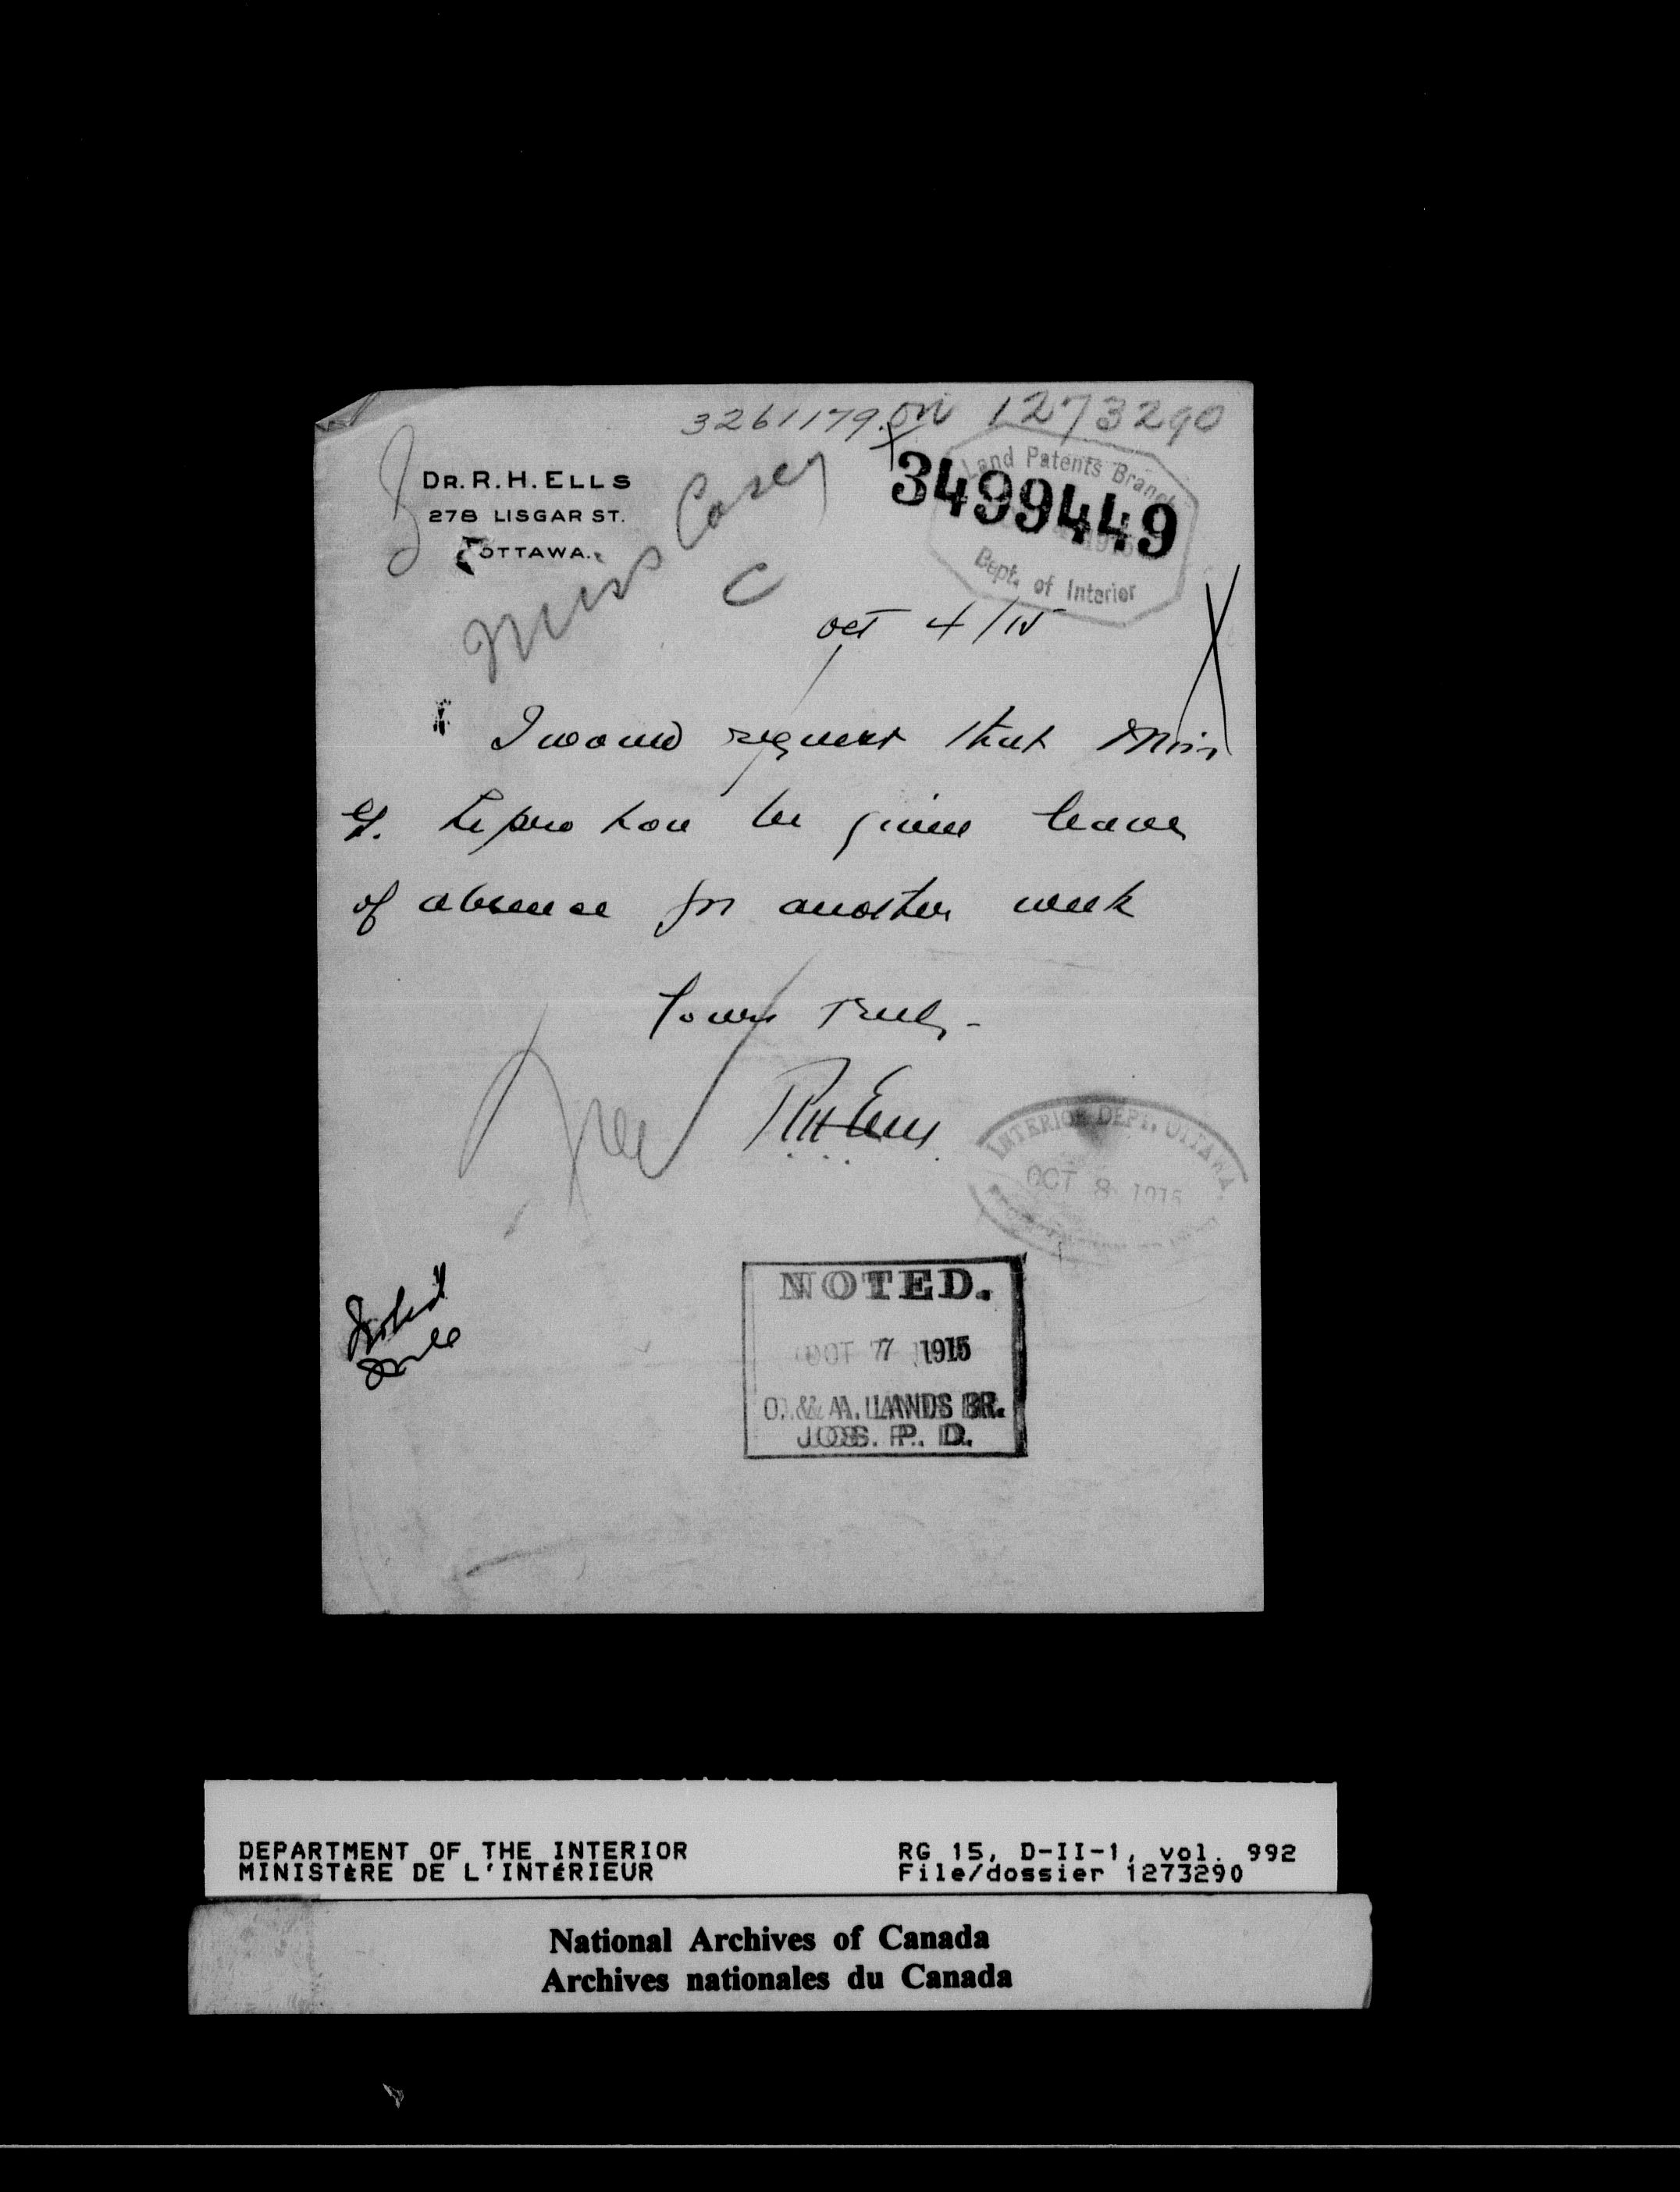 3261179 on 1273290
DR. R. H. ELLS
278 LISGAR ST.
OTTAWA.
Miss Casey
C
3499449
Land Patents Branch
Dept. of Interior
Oct 4/15
I would request that Miss
be given leave
of absence for another week
Yours Truly -
RH Ells
INTERIOR DEPT. OTTAWA.
OCT 8 1915
Noted
NOTED.
OCT 7 1915
O. & A. LANDS BR.
JOS. P. D.
DEPARTMENT OF THE INTERIOR
MINISTÈRE DE L'INTÉRIEUR
RG 15, D-II-1, vol. 992
File/dossier 1273290
National Archives of Canada
Archives nationales du Canada